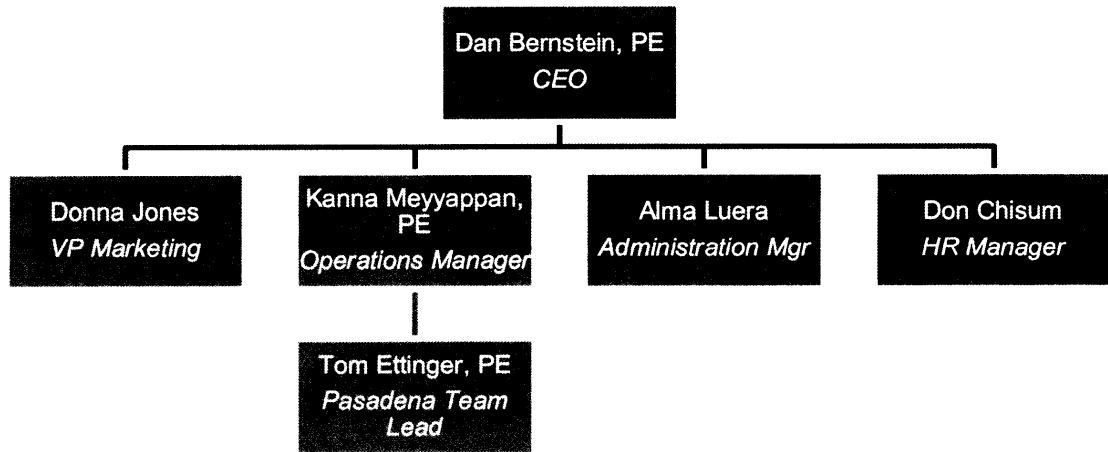 Dan Bernstein, PE
CEO
Donna Jones
VP Marketing
Kanna Meyyappan,
PE
Operations Manager
Alma Luera
Administration Mgr
Don Chisum
HR Manager
Tom Ettinger, PE
Pasadena Team
Lead